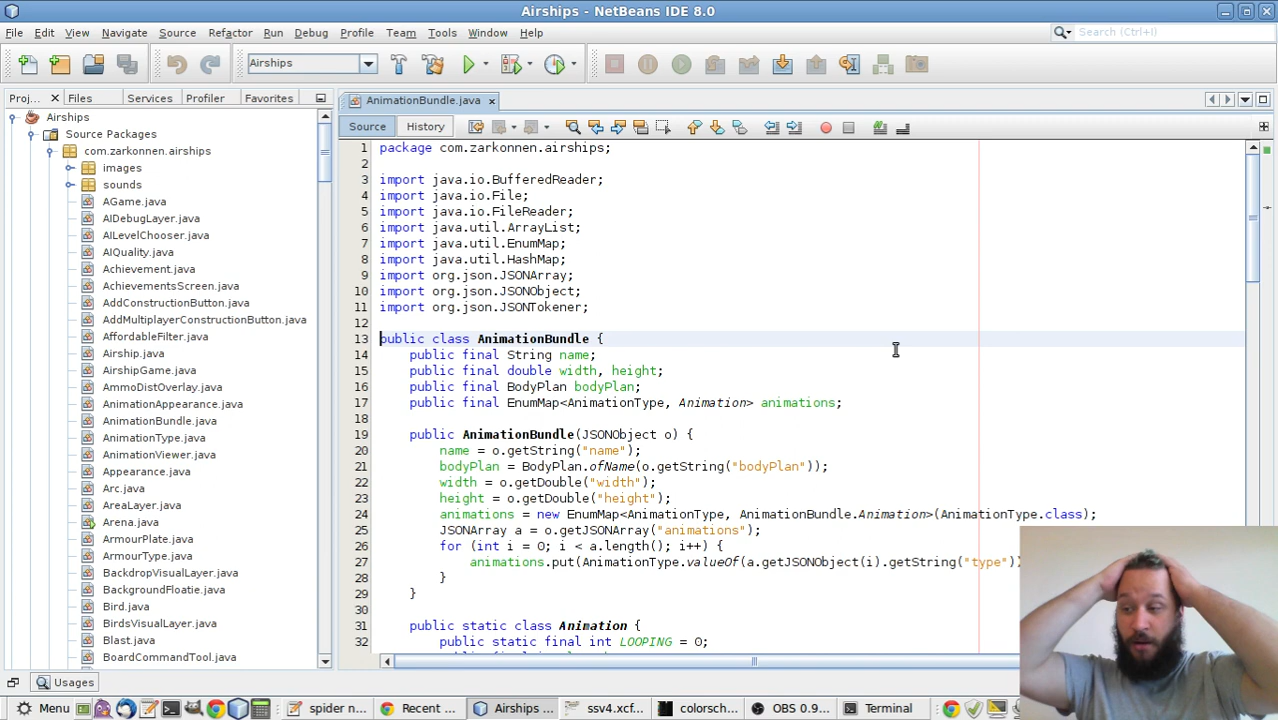 Airships - NetBeans IDE 8.0
File Edit View Navigate Source Refactor Run Debug Profile Team Tools Window Help
Search (Ctrl+I)
Airships
Proj... Files Services Profiler Favorites
AnimationBundle.java
Source History
Airships
Source Packages
com.zarkonnen.airships
images
sounds
AGame.java
AIDebugLayer.java
AILevelChooser.java
AIQuality.java
Achievement.java
AchievementsScreen.java
AddConstructionButton.java
AddMultiplayerConstructionButton.java
AffordableFilter.java
Airship.java
AirshipGame.java
AmmoDistOverlay.java
AnimationAppearance.java
AnimationBundle.java
AnimationType.java
AnimationViewer.java
Appearance.java
Arc.java
AreaLayer.java
Arena.java
ArmourPlate.java
ArmourType.java
BackdropVisualLayer.java
BackgroundFloatie.java
Bird.java
BirdsVisualLayer.java
Blast.java
BoardCommandTool.java
1 package com.zarkonnen.airships;
2
3 import java.io.BufferedReader;
4 import java.io.File;
5 import java.io.FileReader;
6 import java.util.ArrayList;
7 import java.util.EnumMap;
8 import java.util.HashMap;
9 import org.json.JSONArray;
10 import org.json.JSONObject;
11 import org.json.JSONTokener;
12
13 public class AnimationBundle {
14 public final String name;
15 public final double width, height;
16 public final BodyPlan bodyPlan;
17 public final EnumMap<AnimationType, Animation> animations;
18
19 public AnimationBundle(JSONObject o) {
20 name = o.getString("name");
21 bodyPlan = BodyPlan.ofName(o.getString("bodyPlan"));
22 width = o.getDouble("width");
23 height = o.getDouble("height");
24 animations = new EnumMap<AnimationType, AnimationBundle.Animation>(AnimationType.class);
25 JSONArray a = o.getJSONArray("animations");
26 for (int i = 0; i < a.length(); i++) {
27 animations.put(AnimationType.valueOf(a.getJSONObject(i).getString("type"))
28 }
29 }
30
31 public static class Animation {
32 public static final int LOOPING = 0;
Usages
Menu
spider n...
Recent ...
Airships ...
ssv4.xcf...
colorsch...
OBS 0.9...
Terminal